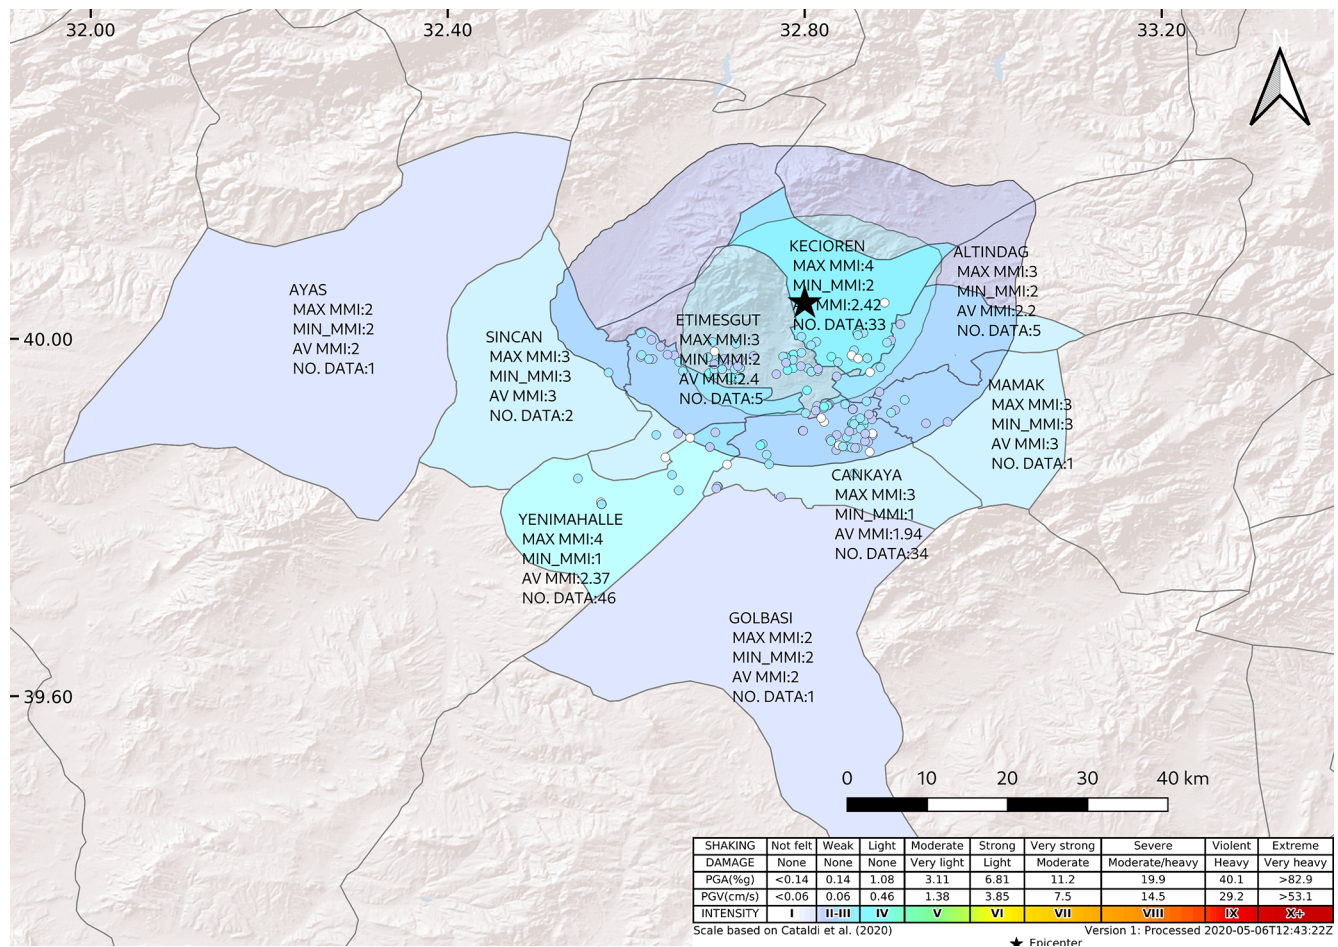 32.00
32.40
32.80
33.20
N
KECIOREN
MAX MMI:4
MIN_MMI:2
AV MMI:2.42
NO. DATA:33
ALTINDAG
MAX MMI:3
MIN_MMI:2
AV MMI:2.2
NO. DATA:5
AYAS
MAX MMI:2
MIN_MMI:2
AV MMI:2
NO. DATA:1
ETIMESGUT
MAX MMI:3
MIN_MMI:2
AV MMI:2.4
NO. DATA:5
SINCAN
MAX MMI:3
MIN_MMI:3
AV MMI:3
NO. DATA:2
40.00
MAMAK
MAX MMI:3
MIN_MMI:3
AV MMI:3
NO. DATA:1
CANKAYA
MAX MMI:3
MIN_MMI:1
AV MMI:1.94
NO. DATA:34
YENIMAHALLE
MAX MMI:4
MIN_MMI:1
AV MMI:2.37
NO. DATA:46
GOLBASI
MAX MMI:2
MIN_MMI:2
AV MMI:2
NO. DATA:1
39.60
0 10 20 30 40 km
SHAKING Not felt Weak Light Moderate Strong Very strong Severe Violent Extreme
DAMAGE None None None Very light Light Moderate Moderate/heavy Heavy Very heavy
PGA(%g) <0.14 0.14 1.08 3.11 6.81 11.2 19.9 40.1 >82.9
PGV(cm/s) <0.06 0.06 0.46 1.38 3.85 7.5 14.5 29.2 >53.1
INTENSITY I II-III IV V VI VII VIII IX X+
Scale based on Cataldi et al. (2020) Version 1: Processed 2020-05-06T12:43:22Z
Epicenter